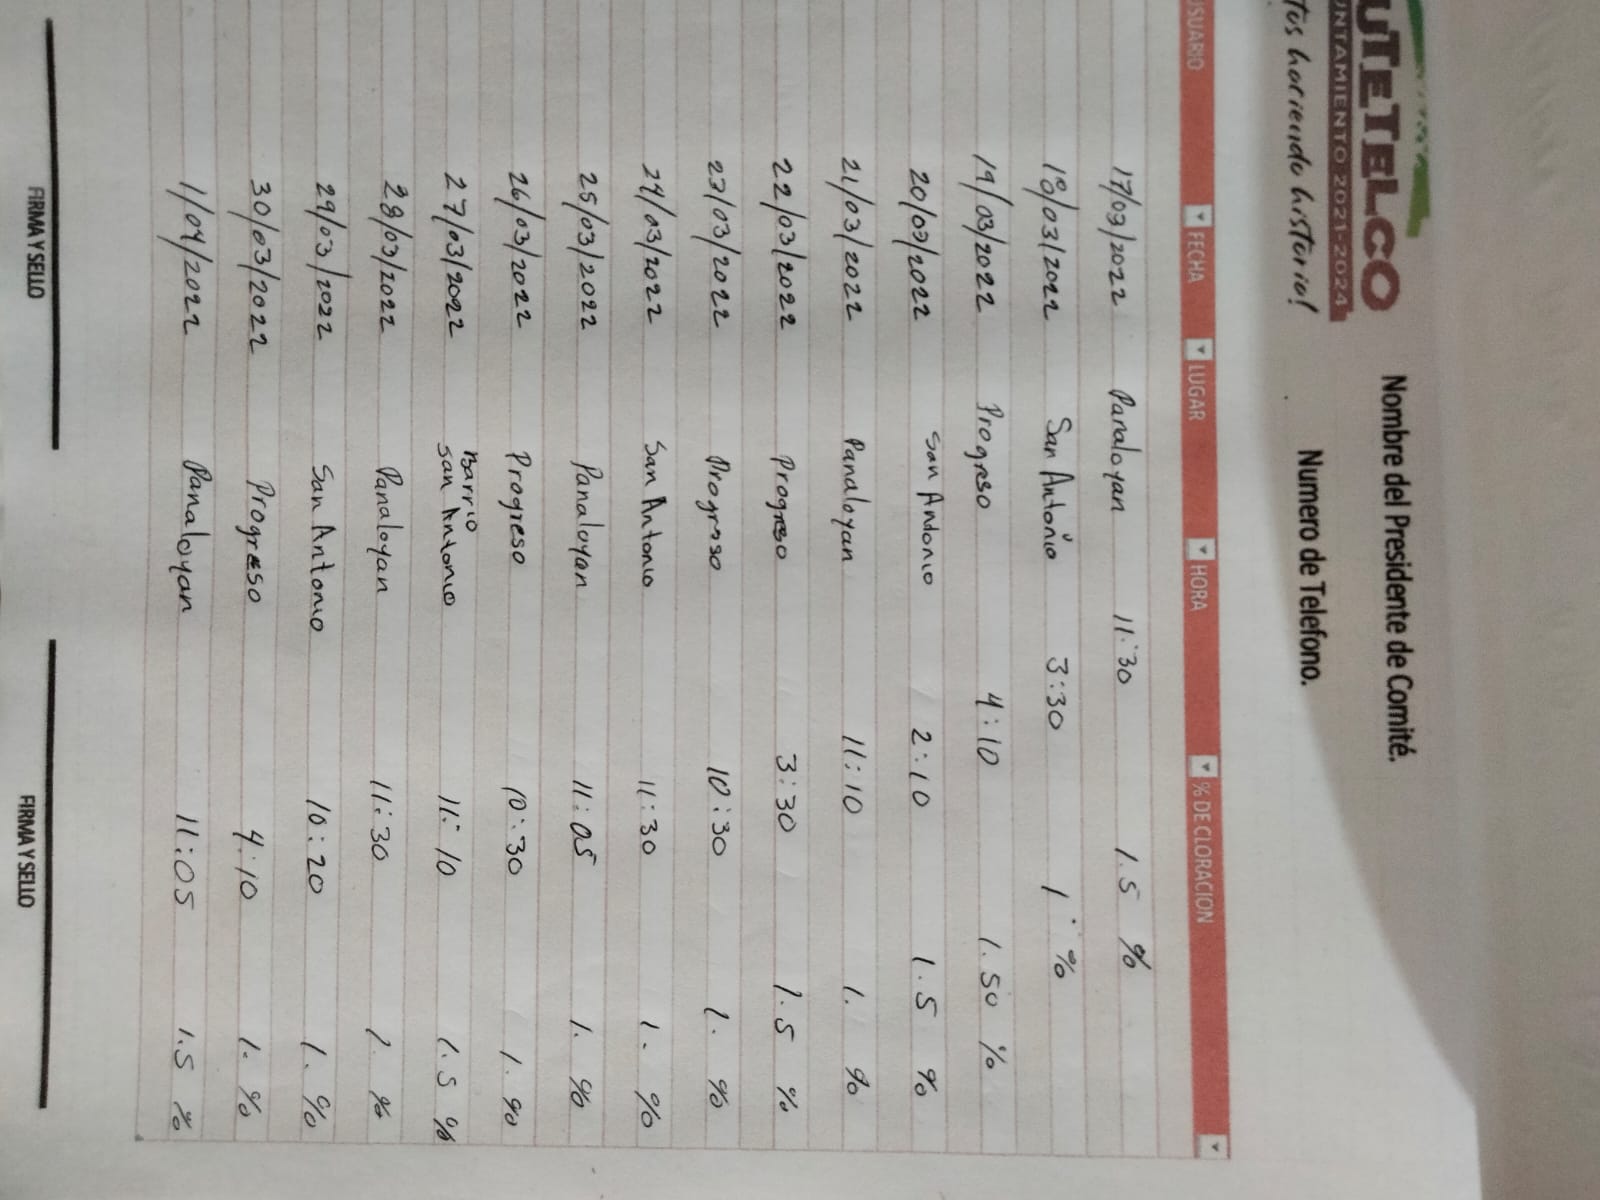 UTETELCO
UNTAMIENTO 2021-2024
tos haciendo historia!
Nombre del Presidente de Comité.
Numero de Telefono.
USUARIO FECHA LUGAR HORA % DE CLORACION
17/03/2022 Panaloyan 11:30 1.5 %
18/03/2022 San Antonio 3:30 1. %
19/03/2022 Progreso 4:10 1.50 %
20/03/2022 San Antonio 2:10 1.5 %
21/03/2022 Panaloyan 11:10 1. %
22/03/2022 Progreso 3:30 1.5 %
23/03/2022 Progreso 10:30 1. %
24/03/2022 San Antonio 11:30 1. %
25/03/2022 Panaloyan 11:05 1. %
26/03/2022 Progreso 10:30 1. %
27/03/2022 Barrio San Antonio 11:10 1.5 %
28/03/2022 Panaloyan 11:30 1. %
29/03/2022 San Antonio 10:20 1. %
30/03/2022 Progreso 4:10 1. %
1/04/2022 Panaloyan 11:05 1.5 %
FIRMA Y SELLO FIRMA Y SELLO